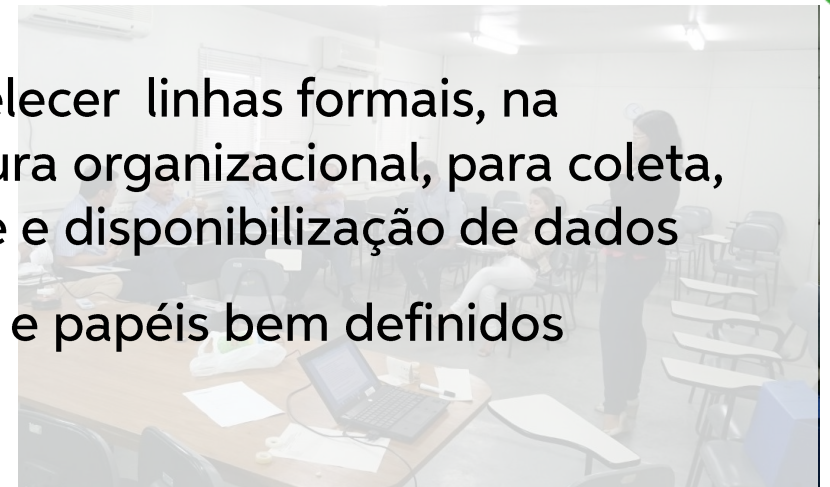 elecer linhas formais, na
ura organizacional, para coleta,
e e disponibilização de dados
e papéis bem definidos